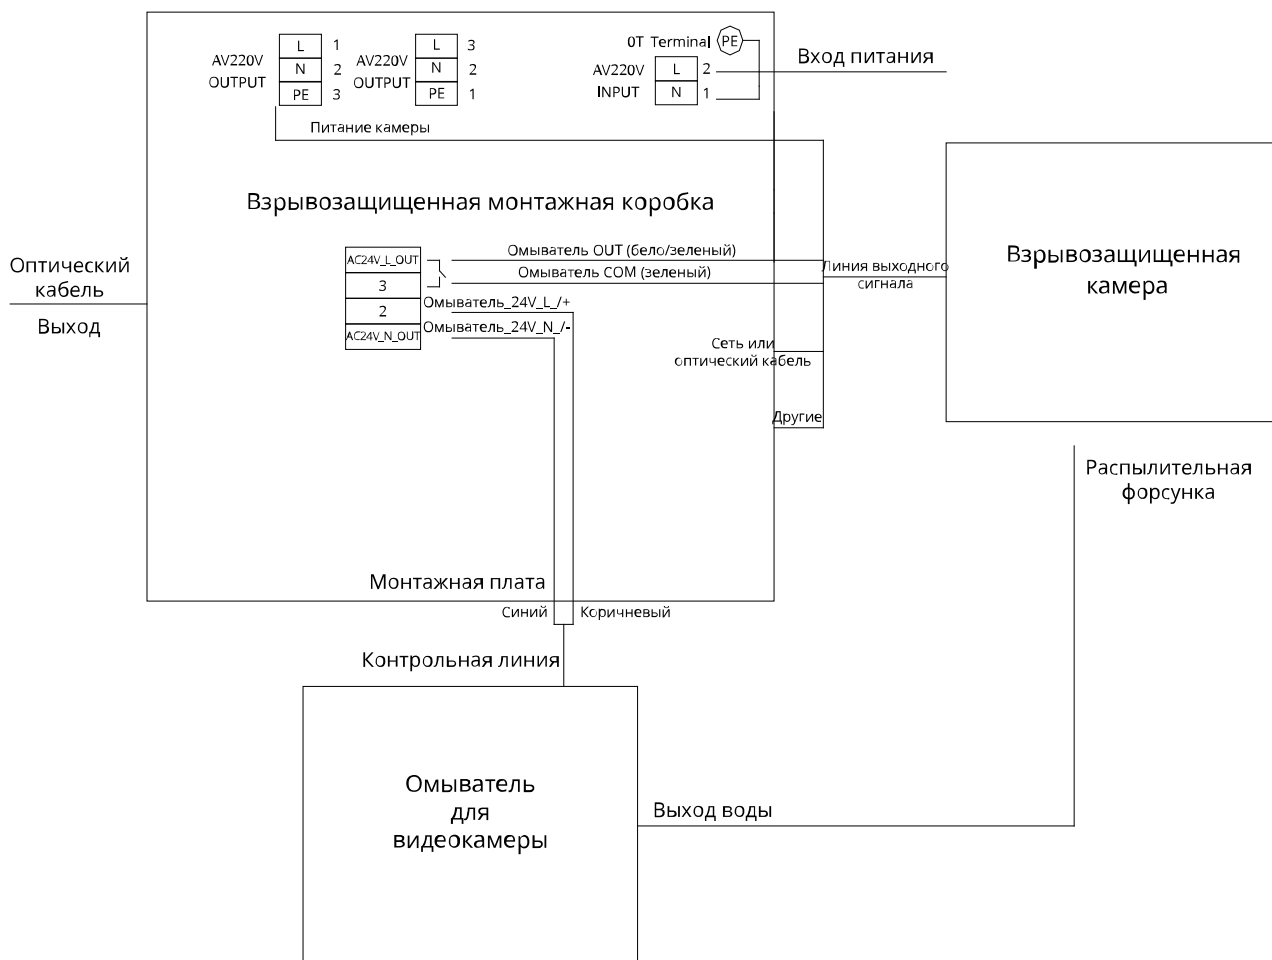 AV220V
OUTPUT
L 1
N 2
PE 3
AV220V
OUTPUT
L 3
N 2
PE 1
0T Terminal PE
AV220V
INPUT
L 2
N 1
Вход питания
Питание камеры
Взрывозащищенная монтажная коробка
Оптический
кабель
Выход
AC24V_L_OUT
3
2
AC24V_N_OUT
Омыватель OUT (бело/зеленый)
Омыватель COM (зеленый)
Омыватель_24V_L_/+
Омыватель_24V_N_/-
Линия выходного
сигнала
Взрывозащищенная
камера
Сеть или
оптический кабель
Другие
Распылительная
форсунка
Монтажная плата
Синий
Коричневый
Контрольная линия
Омыватель
для
видеокамеры
Выход воды